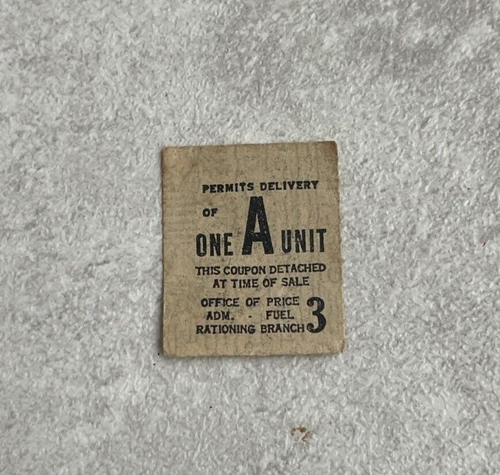 PERMITS DELIVERY
OF
ONE A UNIT
THIS COUPON DETACHED
AT TIME OF SALE
OFFICE OF PRICE
ADM. - FUEL
RATIONING BRANCH 3